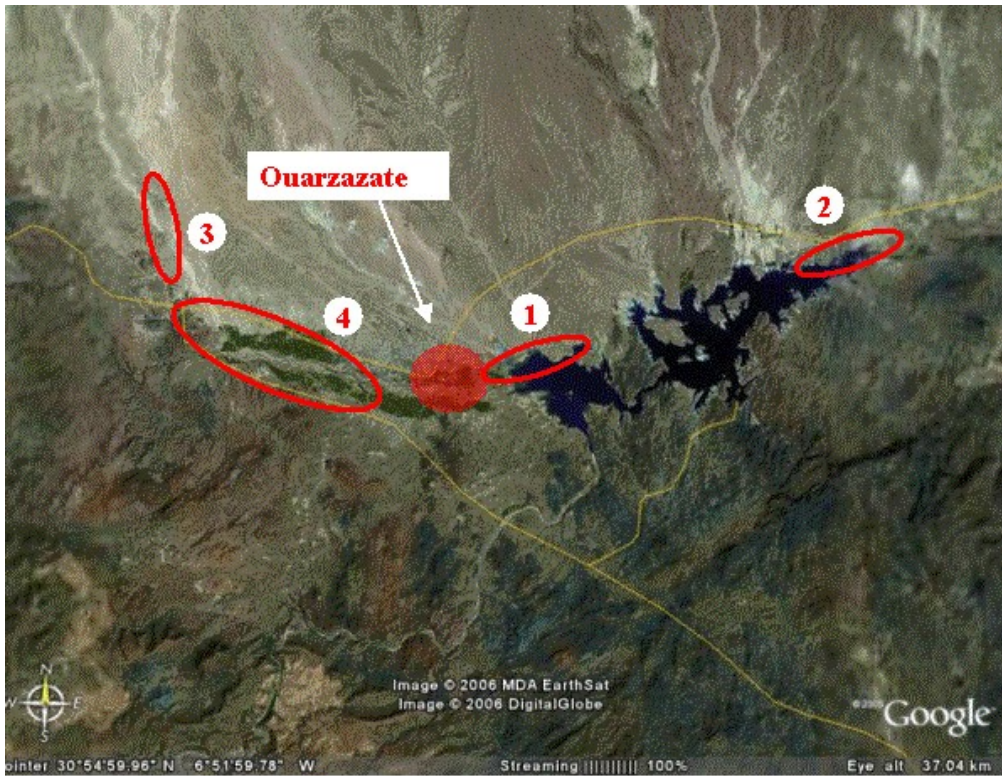 Ouarzazate
2
3
1
4
N
W
E
S
Image © 2006 MDA EarthSat
Image © 2006 DigitalGlobe
Google
ointer 30°54'59.96" N 6°51'59.78" W
Streaming |||||||||| 100%
Eye alt 37.04 km